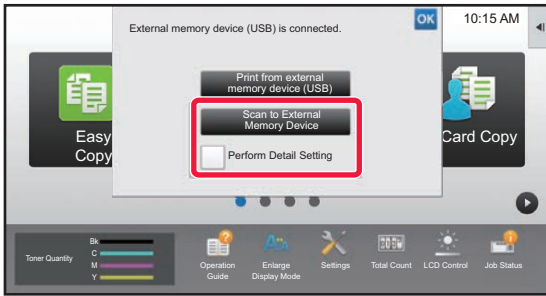 External memory device (USB) is connected.
OK
10:15 AM
Print from external
memory device (USB)
Scan to External
Memory Device
Perform Detail Setting
Easy
Copy
Card Copy
Toner Quantity
Bk
C
M
Y
Operation
Guide
Enlarge
Display Mode
Settings
Total Count
LCD Control
Job Status